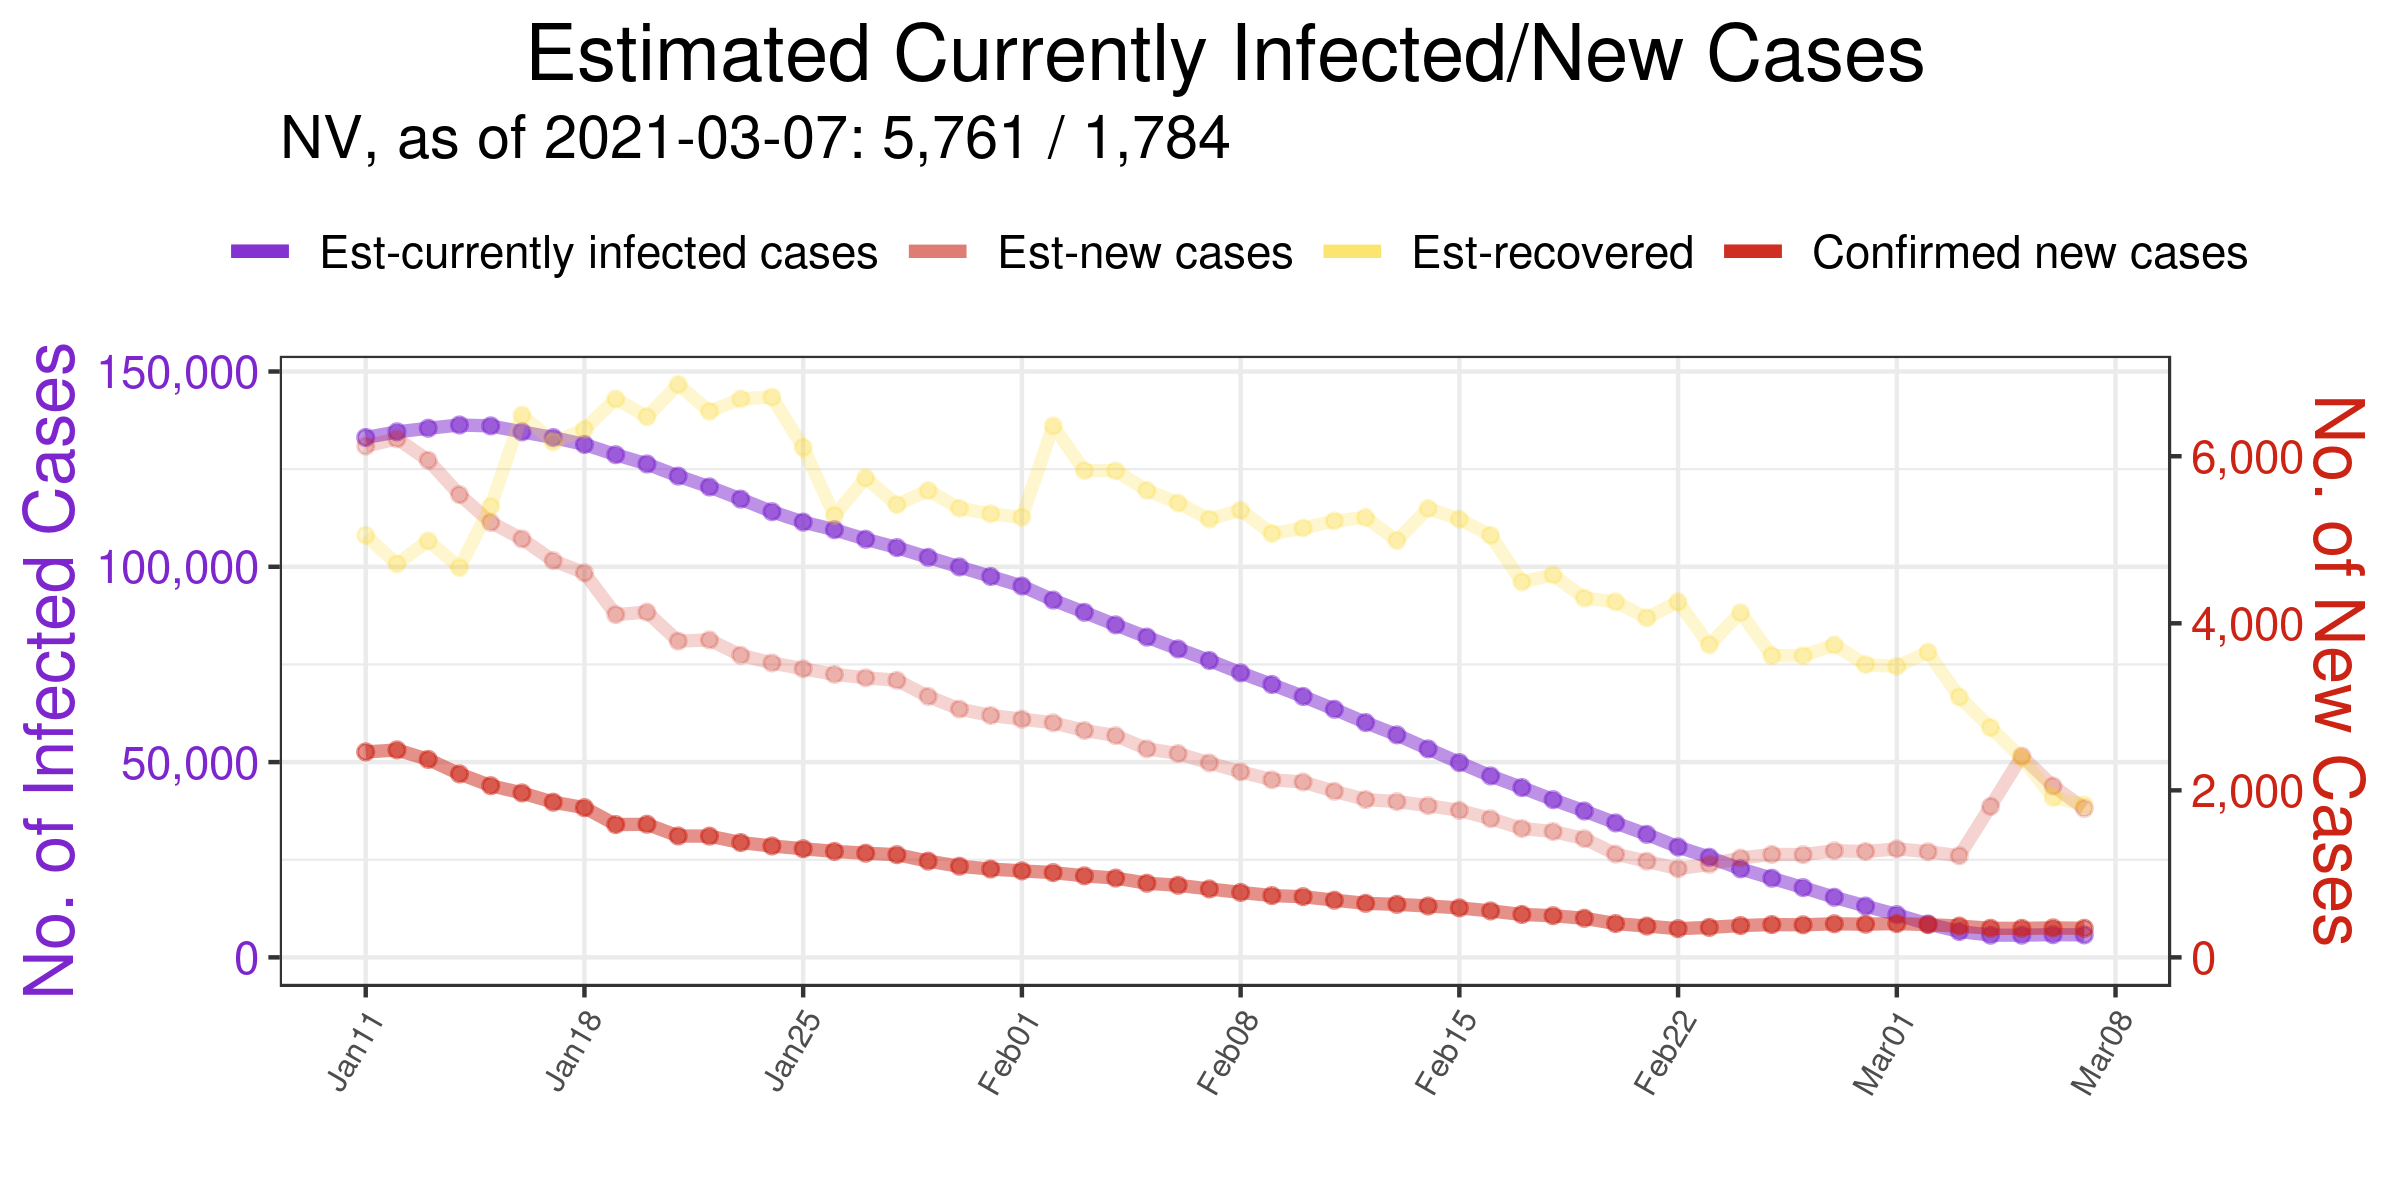 Estimated Currently Infected/New Cases
NV, as of 2021-03-07: 5,761 / 1,784
Est-currently infected cases Est-new cases Est-recovered Confirmed new cases
No. of Infected Cases
150,000
100,000
50,000
0
6,000
4,000
2,000
0
No. of New Cases
Jan11 Jan18 Jan25 Feb01 Feb08 Feb15 Feb22 Mar01 Mar08